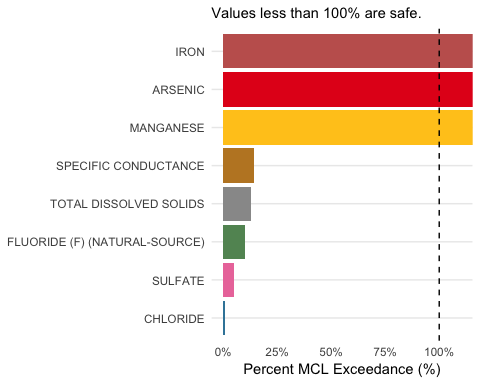 Values less than 100% are safe.
IRON
ARSENIC
MANGANESE
SPECIFIC CONDUCTANCE
TOTAL DISSOLVED SOLIDS
FLUORIDE (F) (NATURAL-SOURCE)
SULFATE
CHLORIDE
0% 25% 50% 75% 100%
Percent MCL Exceedance (%)